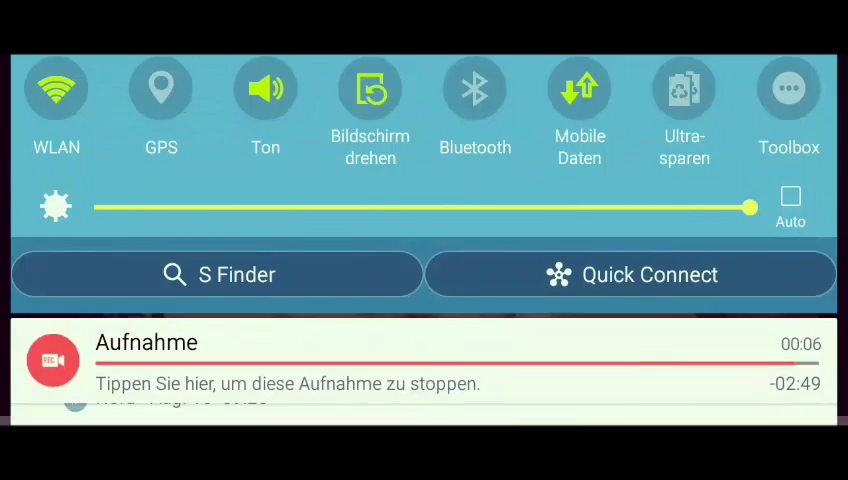 WLAN
GPS
Ton
Bildschirm
drehen
Bluetooth
Mobile
Daten
Ultra-
sparen
Toolbox
Auto
S Finder
Quick Connect
REC
Aufnahme
00:06
Tippen Sie hier, um diese Aufnahme zu stoppen.
-02:49